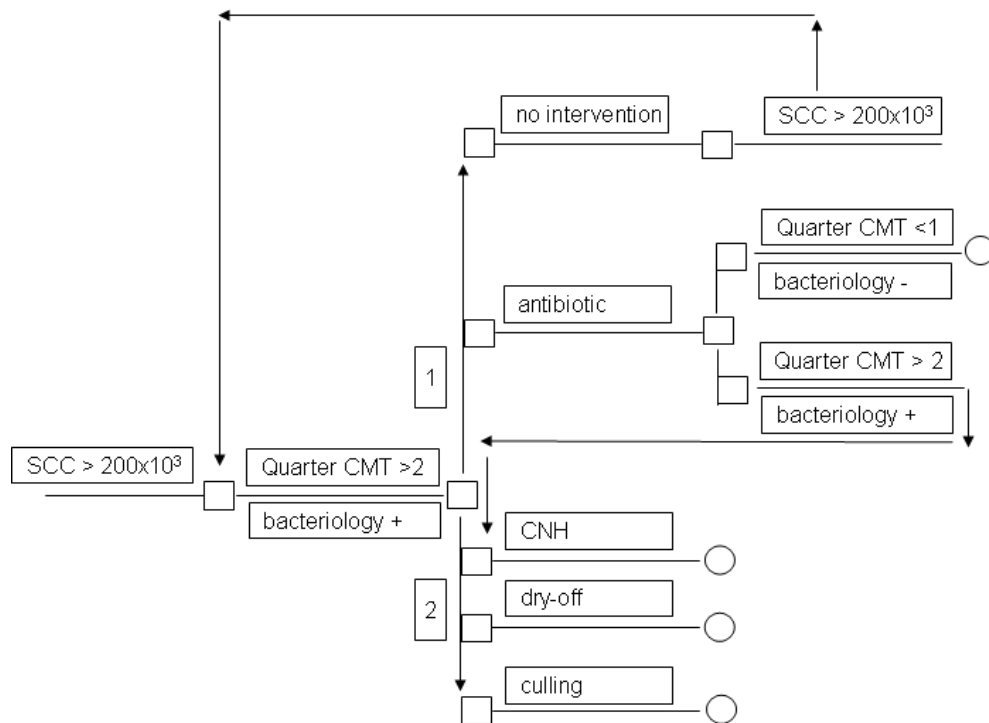 no intervention
SCC > 200x10³
Quarter CMT <1
bacteriology -
antibiotic
Quarter CMT > 2
bacteriology +
1
SCC > 200x10³
Quarter CMT >2
bacteriology +
CNH
2
dry-off
culling